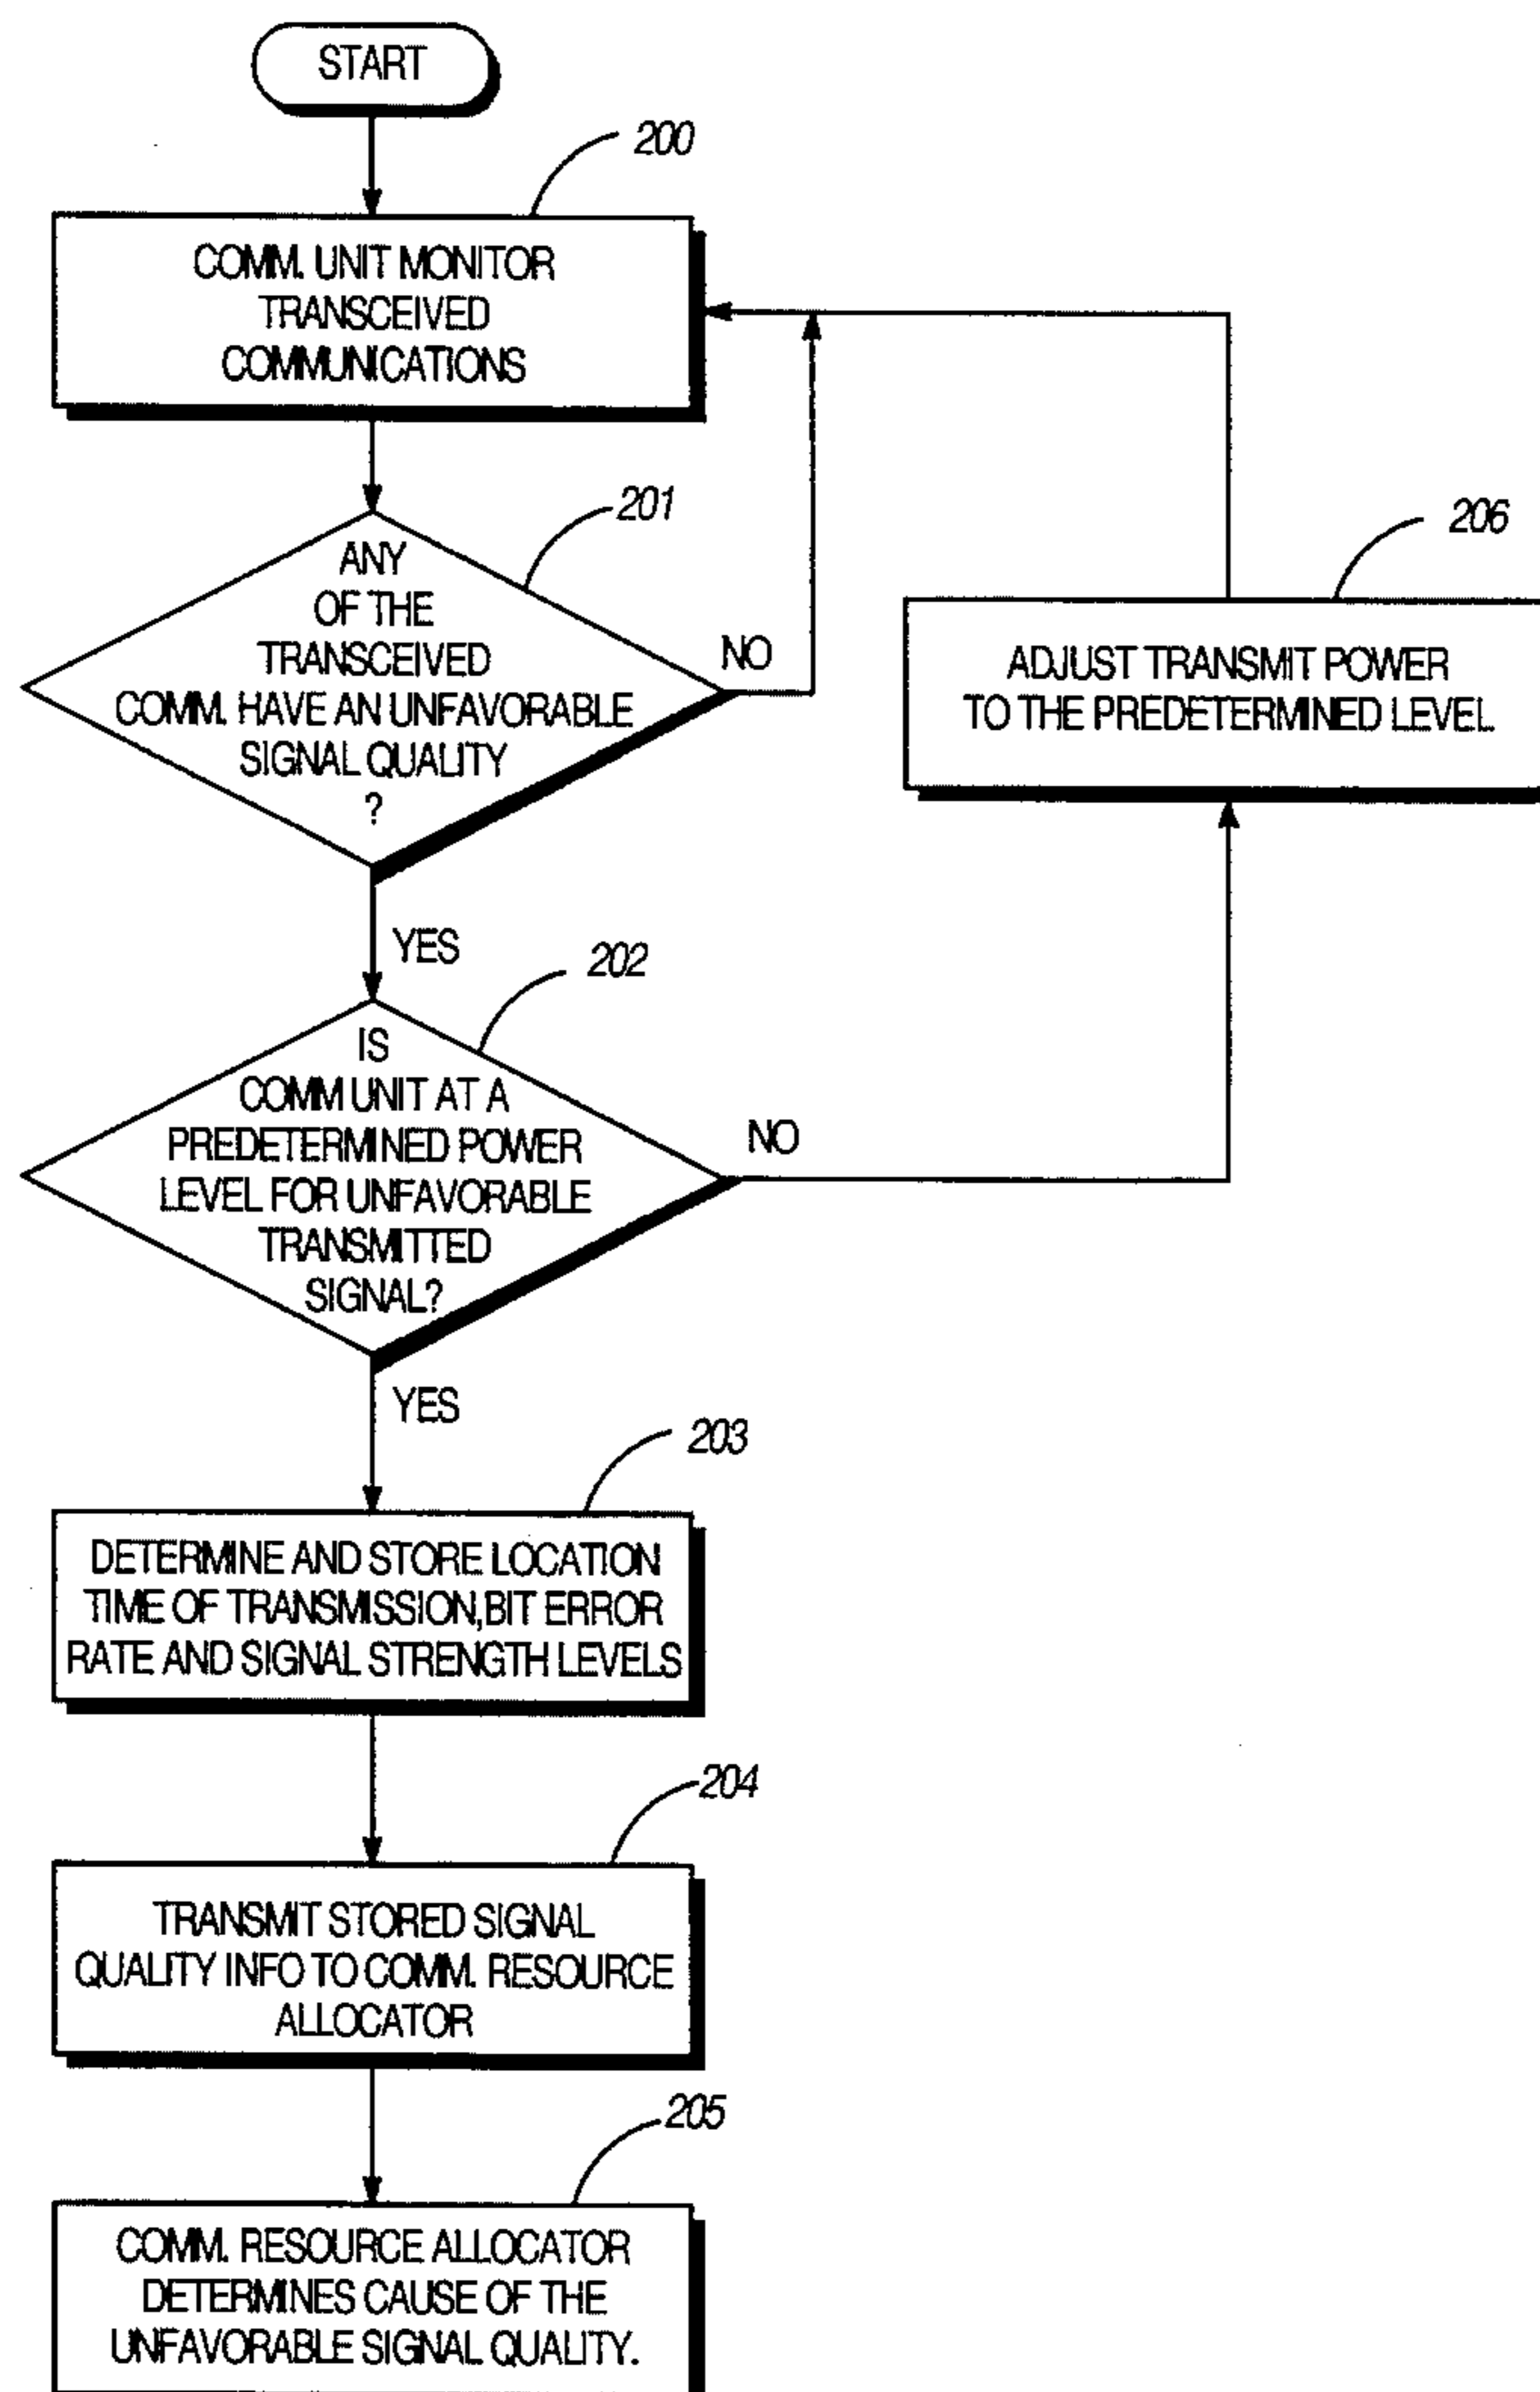 START
200
COMM. UNIT MONITOR
TRANSCEIVED
COMMUNICATIONS
201
ANY
OF THE
TRANSCEIVED
COMM. HAVE AN UNFAVORABLE
SIGNAL QUALITY
?
NO
206
ADJUST TRANSMIT POWER
TO THE PREDETERMINED LEVEL
YES
202
IS
COMM UNIT AT A
PREDETERMINED POWER
LEVEL FOR UNFAVORABLE
TRANSMITTED
SIGNAL?
NO
YES
203
DETERMINE AND STORE LOCATION
TIME OF TRANSMISSION,BIT ERROR
RATE AND SIGNAL STRENGTH LEVELS
204
TRANSMIT STORED SIGNAL
QUALITY INFO TO COMM. RESOURCE
ALLOCATOR
205
COMM. RESOURCE ALLOCATOR
DETERMINES CAUSE OF THE
UNFAVORABLE SIGNAL QUALITY.